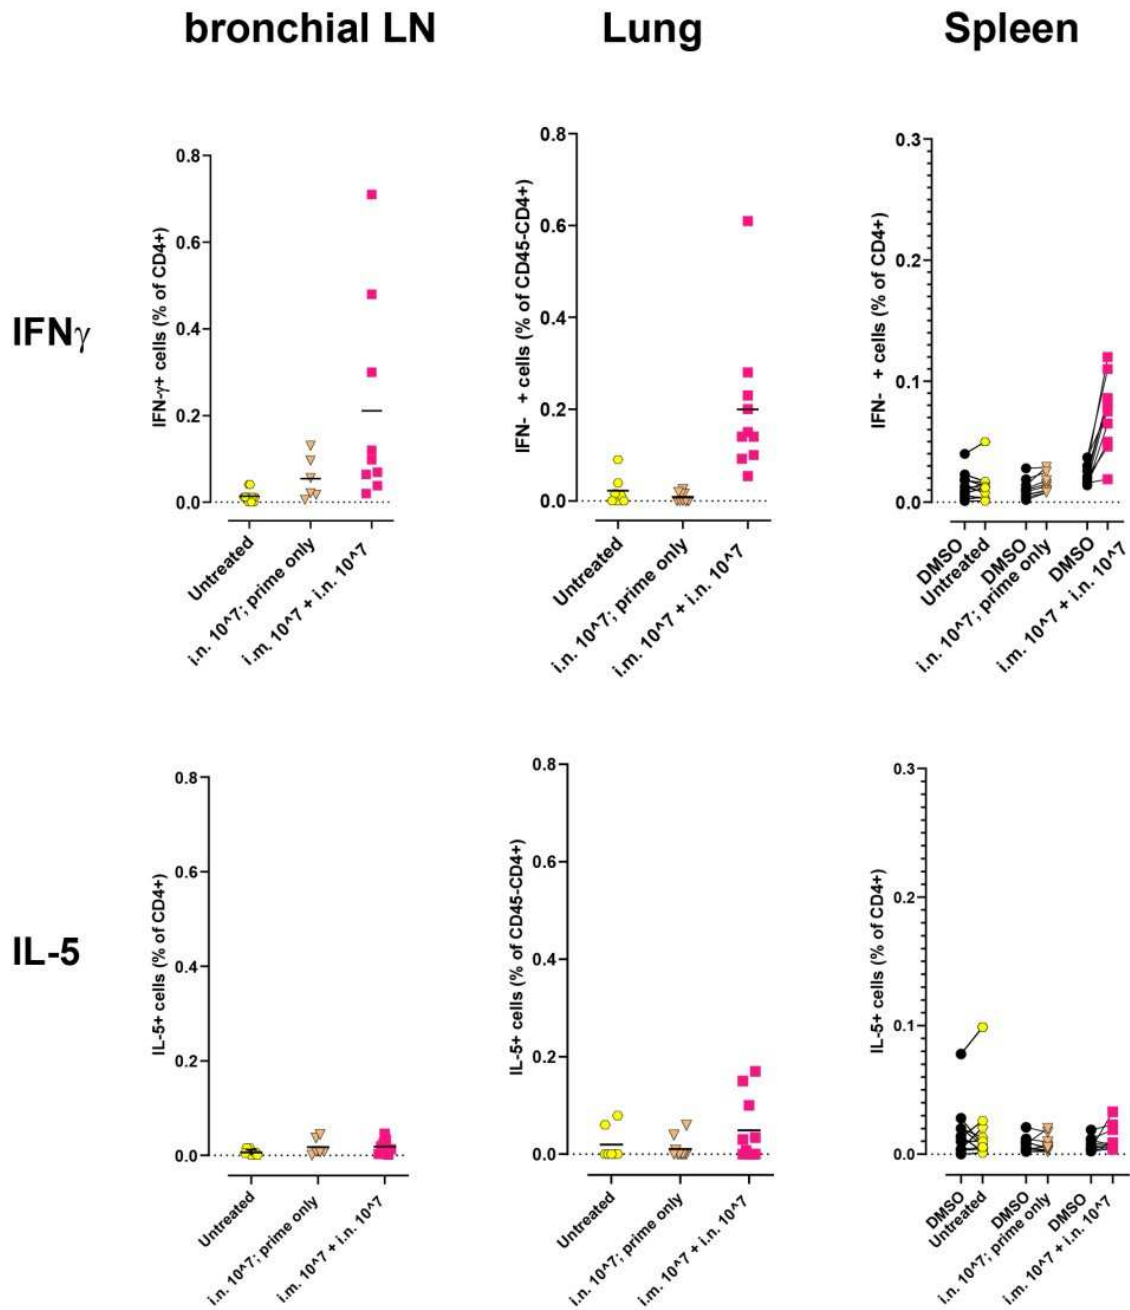 bronchial LN
Lung
Spleen
IFNγ
IFN-γ+ cells (% of CD4+)
0.8
0.6
0.4
0.2
0.0
Untreated
i.n. 10^7; prime only
i.m. 10^7 + i.n. 10^7
IFN- + cells (% of CD45-CD4+)
0.8
0.6
0.4
0.2
0.0
Untreated
i.n. 10^7; prime only
i.m. 10^7 + i.n. 10^7
IFN- + cells (% of CD4+)
0.3
0.2
0.1
0.0
DMSO
Untreated
DMSO
i.n. 10^7; prime only
DMSO
i.m. 10^7 + i.n. 10^7
IL-5
IL-5+ cells (% of CD4+)
0.8
0.6
0.4
0.2
0.0
Untreated
i.n. 10^7; prime only
i.m. 10^7 + i.n. 10^7
IL-5+ cells (% of CD45-CD4+)
0.8
0.6
0.4
0.2
0.0
Untreated
i.n. 10^7; prime only
i.m. 10^7 + i.n. 10^7
IL-5+ cells (% of CD4+)
0.3
0.2
0.1
0.0
DMSO
Untreated
DMSO
i.n. 10^7; prime only
DMSO
i.m. 10^7 + i.n. 10^7